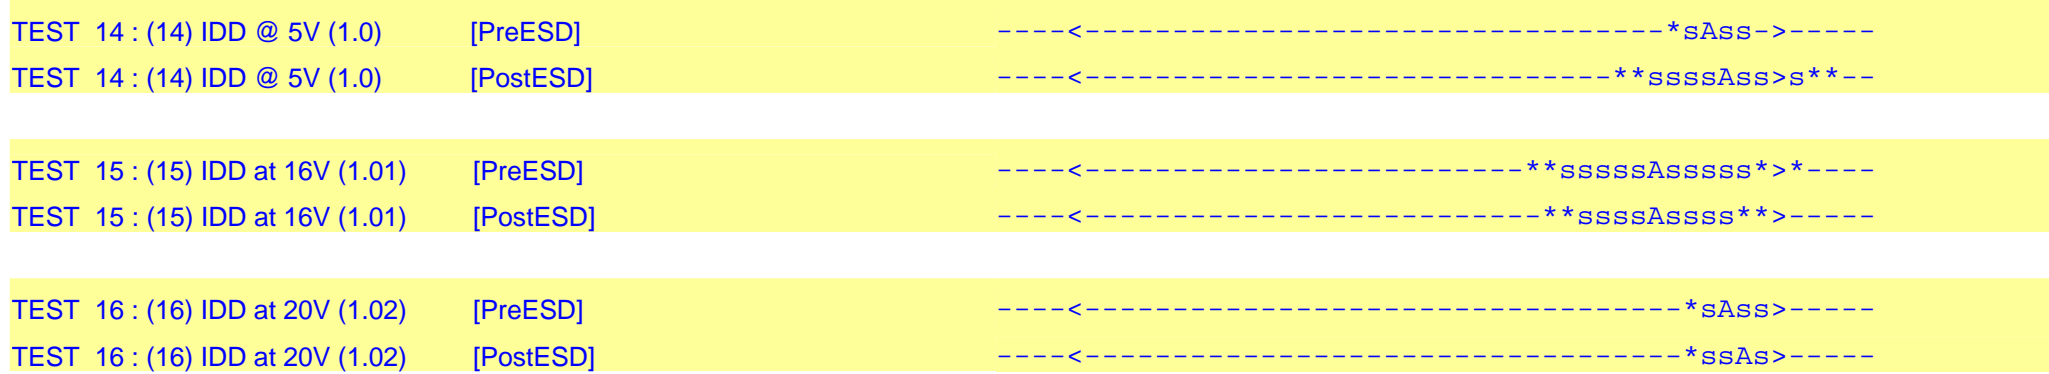 TEST 14 : (14) IDD @ 5V (1.0) [PreESD] ----<---------------------------------*sAss->-----
TEST 14 : (14) IDD @ 5V (1.0) [PostESD] ----<------------------------------**ssssAss>s**--
TEST 15 : (15) IDD at 16V (1.01) [PreESD] ----<-------------------------**sssssAsssss*>*----
TEST 15 : (15) IDD at 16V (1.01) [PostESD] ----<--------------------------**ssssAssss**>-----
TEST 16 : (16) IDD at 20V (1.02) [PreESD] ----<----------------------------------*sAss>-----
TEST 16 : (16) IDD at 20V (1.02) [PostESD] ----<----------------------------------*ssAs>-----